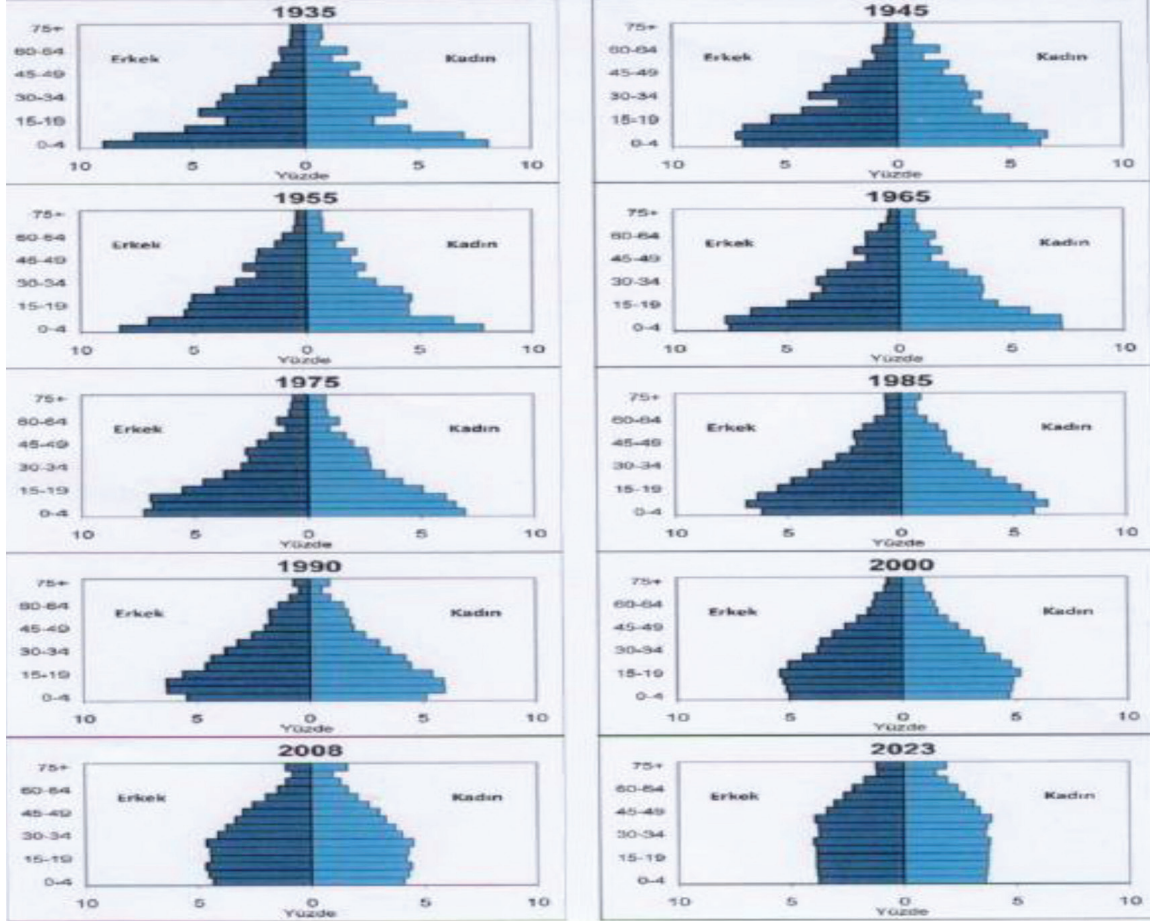 1935
75+
60-64
45-49
30-34
15-19
0-4
Erkek
Kadın
10 5 0 5 10
Yüzde
1945
75+
60-64
45-49
30-34
15-19
0-4
Erkek
Kadın
10 5 0 5 10
Yüzde
1955
75+
60-64
45-49
30-34
15-19
0-4
Erkek
Kadın
10 5 0 5 10
Yüzde
1965
75+
60-64
45-49
30-34
15-19
0-4
Erkek
Kadın
10 5 0 5 10
Yüzde
1975
75+
60-64
45-49
30-34
15-19
0-4
Erkek
Kadın
10 5 0 5 10
Yüzde
1985
75+
60-64
45-49
30-34
15-19
0-4
Erkek
Kadın
10 5 0 5 10
Yüzde
1990
75+
60-64
45-49
30-34
15-19
0-4
Erkek
Kadın
10 5 0 5 10
Yüzde
2000
75+
60-64
45-49
30-34
15-19
0-4
Erkek
Kadın
10 5 0 5 10
Yüzde
2008
75+
60-64
45-49
30-34
15-19
0-4
Erkek
Kadın
10 5 0 5 10
Yüzde
2023
75+
60-64
45-49
30-34
15-19
0-4
Erkek
Kadın
10 5 0 5 10
Yüzde